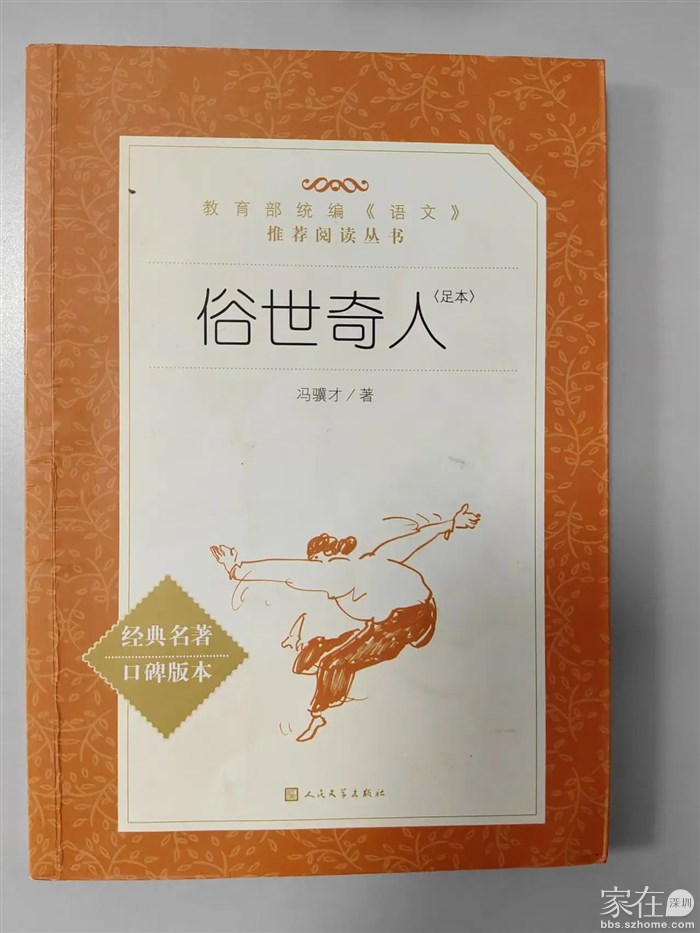 教育部统编《语文》
推荐阅读丛书
俗世奇人〈足本〉
冯骥才／著
经典名著
口碑版本
人民文学出版社
家在深圳
bbs.szhome.com